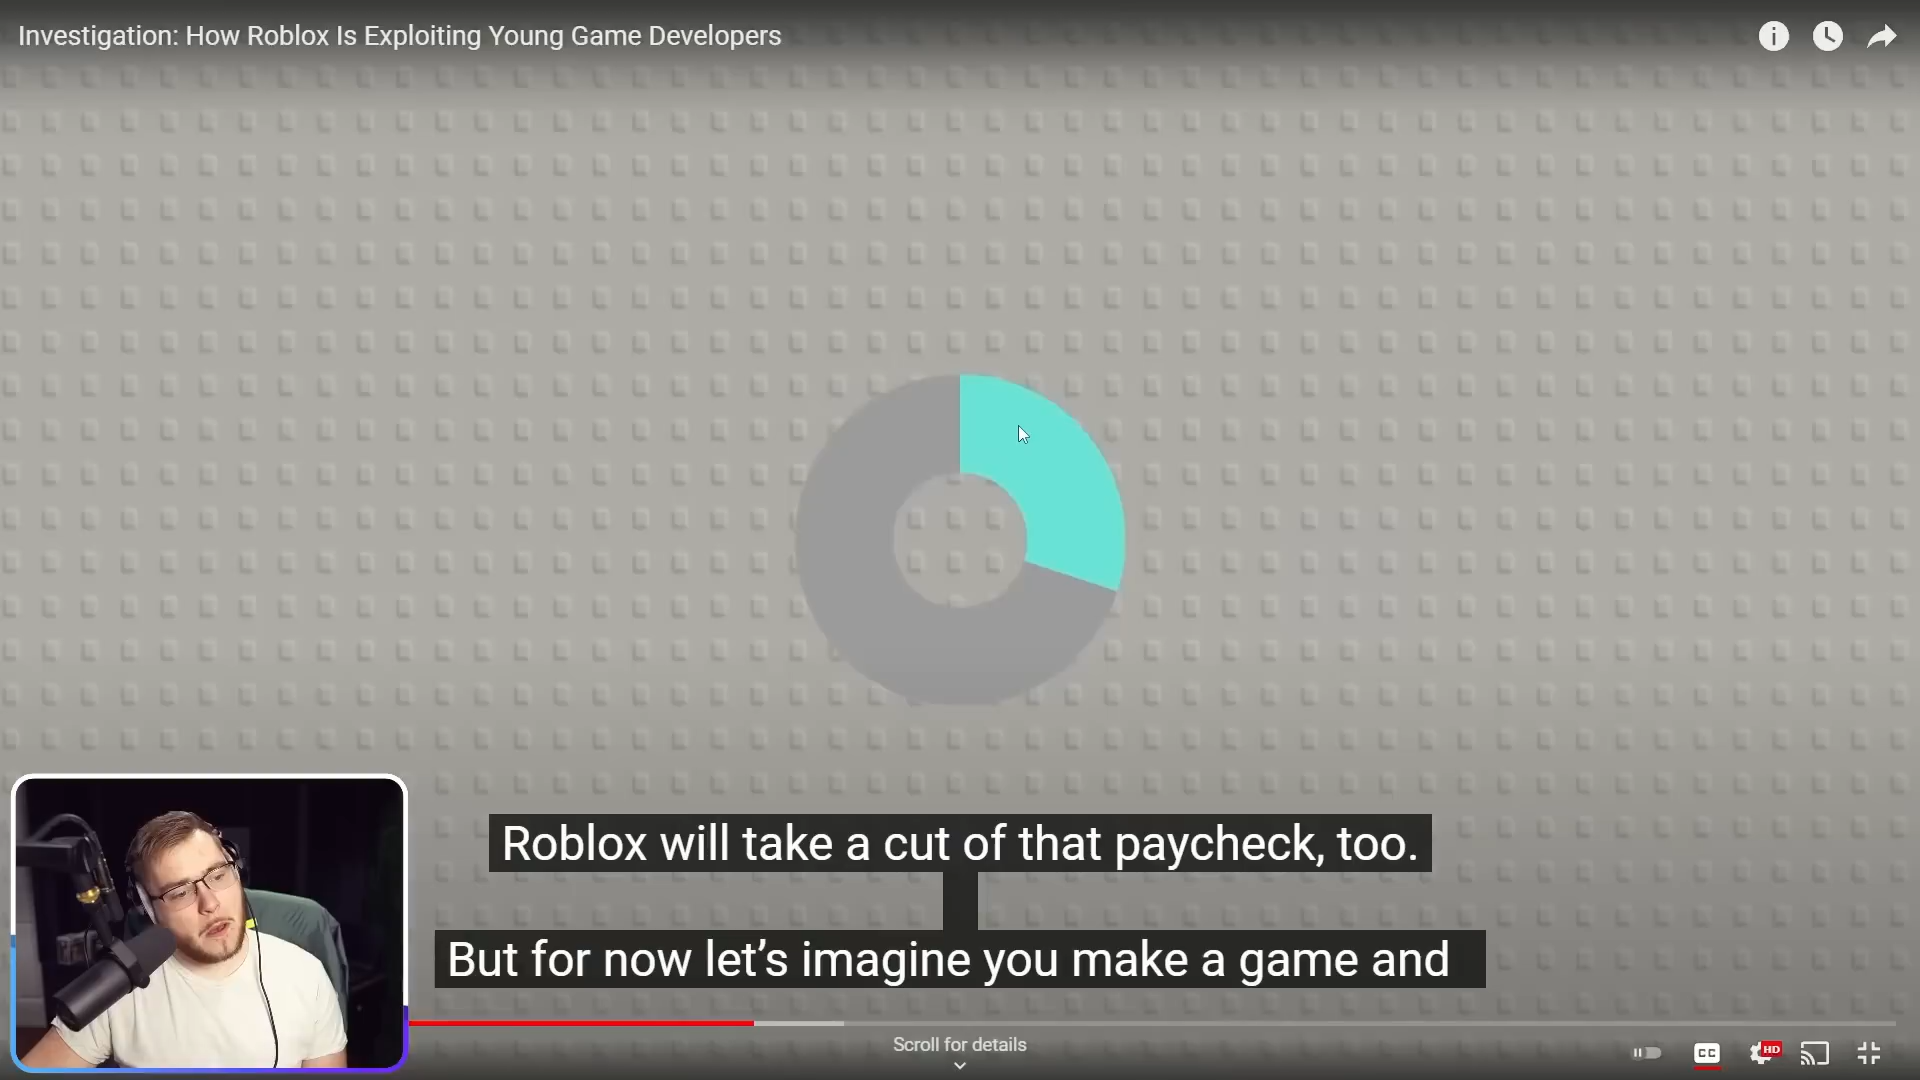 Investigation: How Roblox Is Exploiting Young Game Developers
Roblox will take a cut of that paycheck, too.
But for now let’s imagine you make a game and
Scroll for details
CC
HD